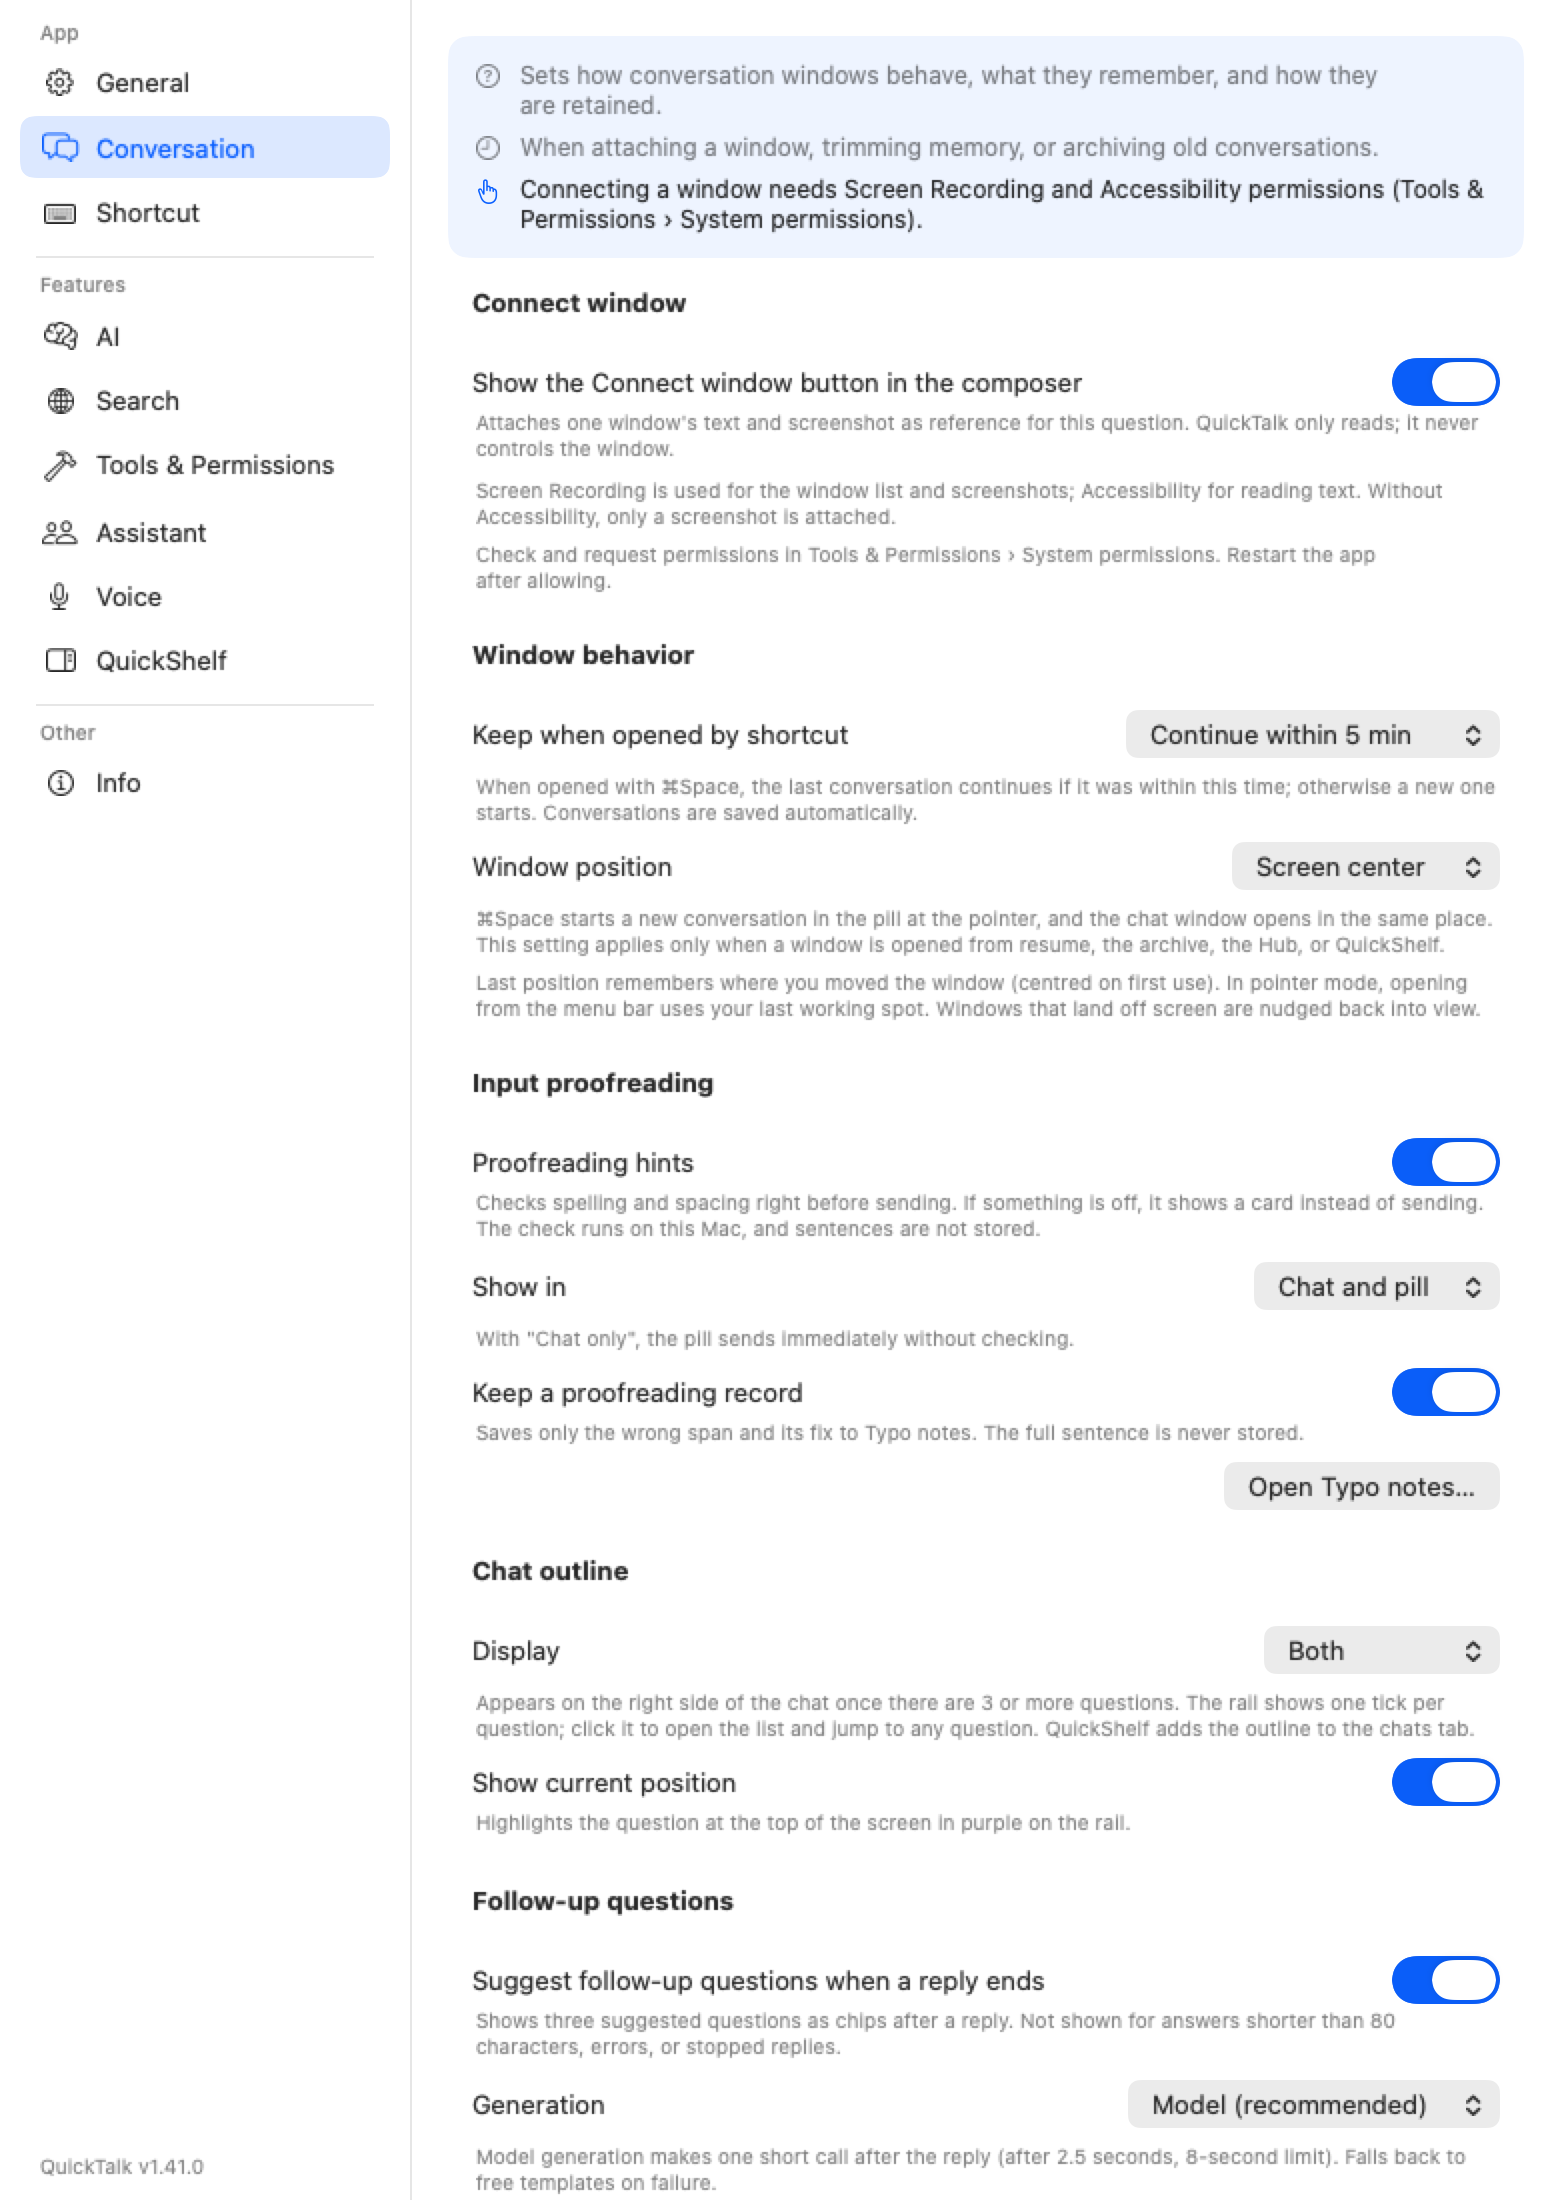 App
General
Conversation
Shortcut
Features
AI
Search
Tools & Permissions
Assistant
Voice
QuickShelf
Other
Info
QuickTalk v1.41.0
Sets how conversation windows behave, what they remember, and how they
are retained.
When attaching a window, trimming memory, or archiving old conversations.
Connecting a window needs Screen Recording and Accessibility permissions (Tools &
Permissions › System permissions).
Connect window
Show the Connect window button in the composer
Attaches one window's text and screenshot as reference for this question. QuickTalk only reads; it never
controls the window.
Screen Recording is used for the window list and screenshots; Accessibility for reading text. Without
Accessibility, only a screenshot is attached.
Check and request permissions in Tools & Permissions › System permissions. Restart the app
after allowing.
Window behavior
Keep when opened by shortcut
Continue within 5 min
When opened with ⌘Space, the last conversation continues if it was within this time; otherwise a new one
starts. Conversations are saved automatically.
Window position
Screen center
⌘Space starts a new conversation in the pill at the pointer, and the chat window opens in the same place.
This setting applies only when a window is opened from resume, the archive, the Hub, or QuickShelf.
Last position remembers where you moved the window (centred on first use). In pointer mode, opening
from the menu bar uses your last working spot. Windows that land off screen are nudged back into view.
Input proofreading
Proofreading hints
Checks spelling and spacing right before sending. If something is off, it shows a card instead of sending.
The check runs on this Mac, and sentences are not stored.
Show in
Chat and pill
With "Chat only", the pill sends immediately without checking.
Keep a proofreading record
Saves only the wrong span and its fix to Typo notes. The full sentence is never stored.
Open Typo notes...
Chat outline
Display
Both
Appears on the right side of the chat once there are 3 or more questions. The rail shows one tick per
question; click it to open the list and jump to any question. QuickShelf adds the outline to the chats tab.
Show current position
Highlights the question at the top of the screen in purple on the rail.
Follow-up questions
Suggest follow-up questions when a reply ends
Shows three suggested questions as chips after a reply. Not shown for answers shorter than 80
characters, errors, or stopped replies.
Generation
Model (recommended)
Model generation makes one short call after the reply (after 2.5 seconds, 8-second limit). Falls back to
free templates on failure.